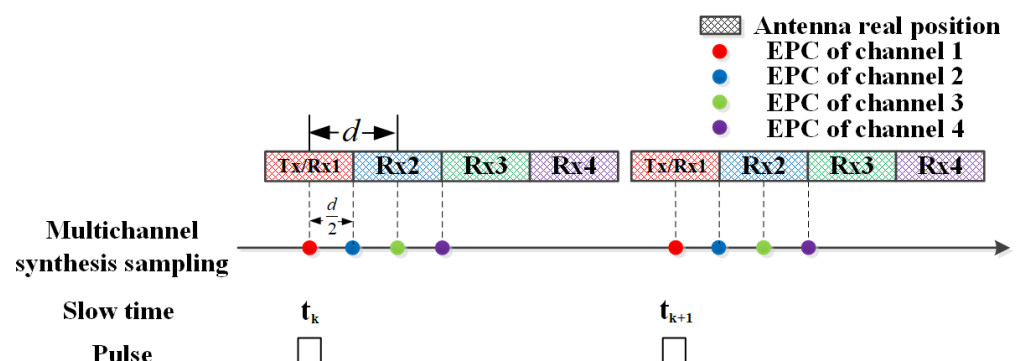 Antenna real position
EPC of channel 1
EPC of channel 2
EPC of channel 3
EPC of channel 4
d
Tx/Rx1 Rx2 Rx3 Rx4 Tx/Rx1 Rx2 Rx3 Rx4
d/2
Multichannel
synthesis sampling
Slow time tk tk+1
Pulse